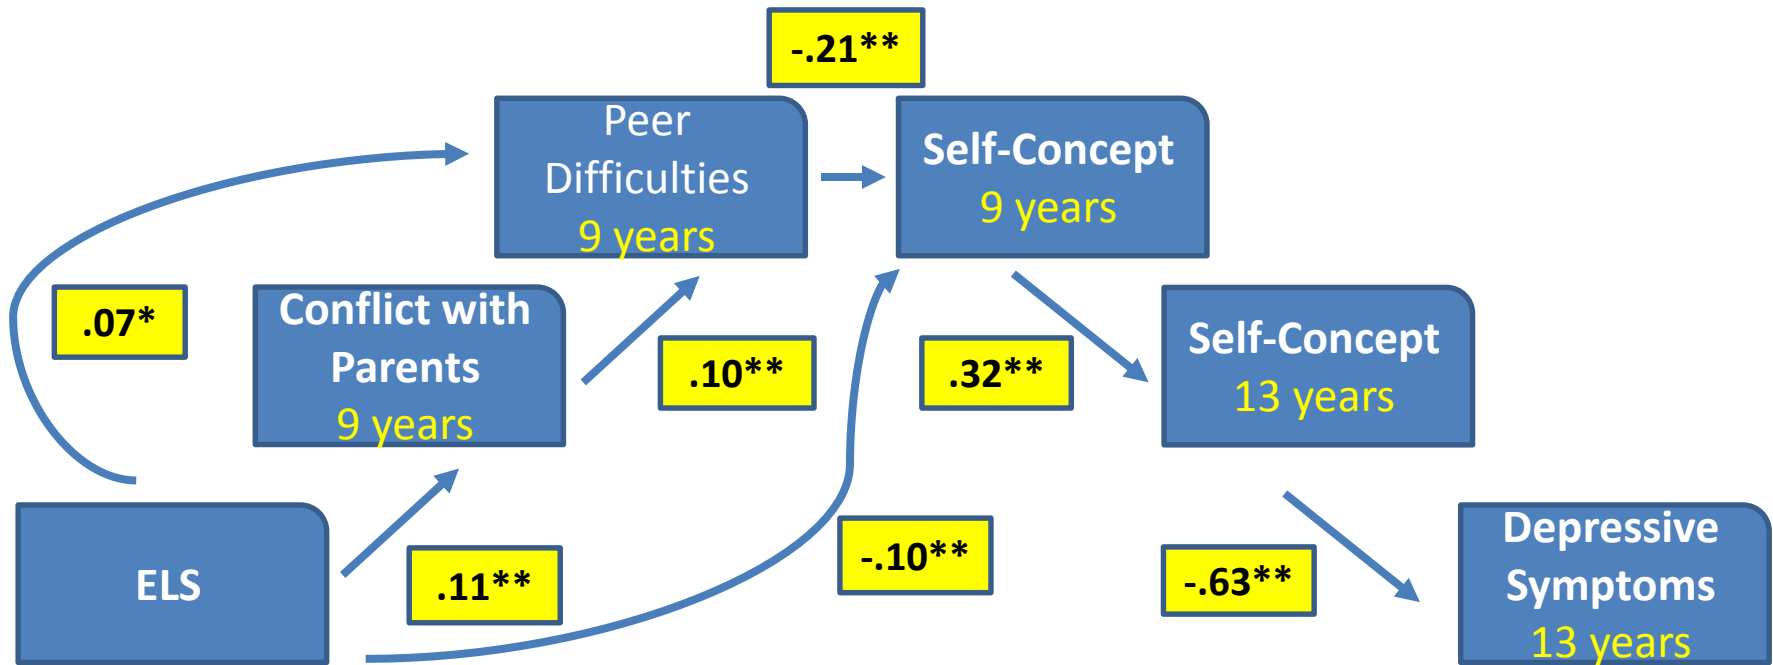 -.21**
Peer
Difficulties
9 years
Self-Concept
9 years
.07*
Conflict with
Parents
9 years
.10**
.32**
Self-Concept
13 years
ELS
.11**
-.10**
-.63**
Depressive
Symptoms
13 years